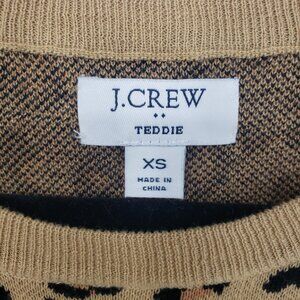 J.CREW
TEDDIE
XS
MADE IN
CHINA